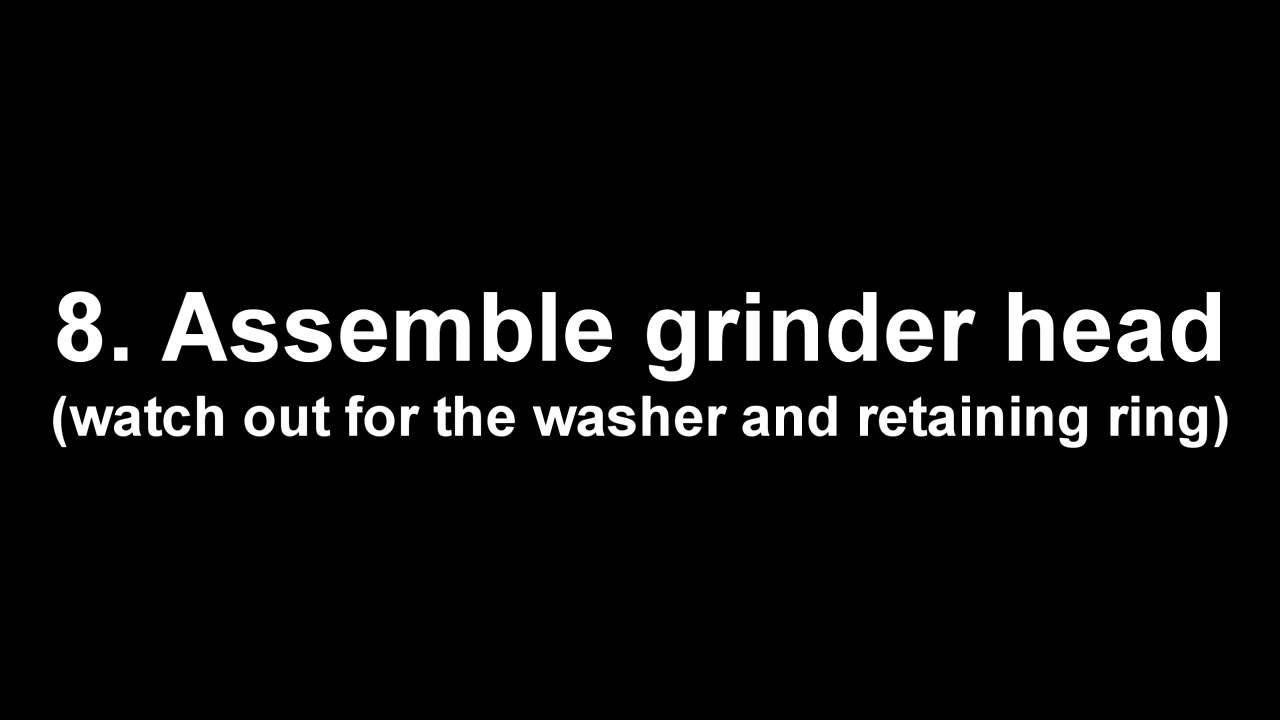 8. Assemble grinder head
(watch out for the washer and retaining ring)